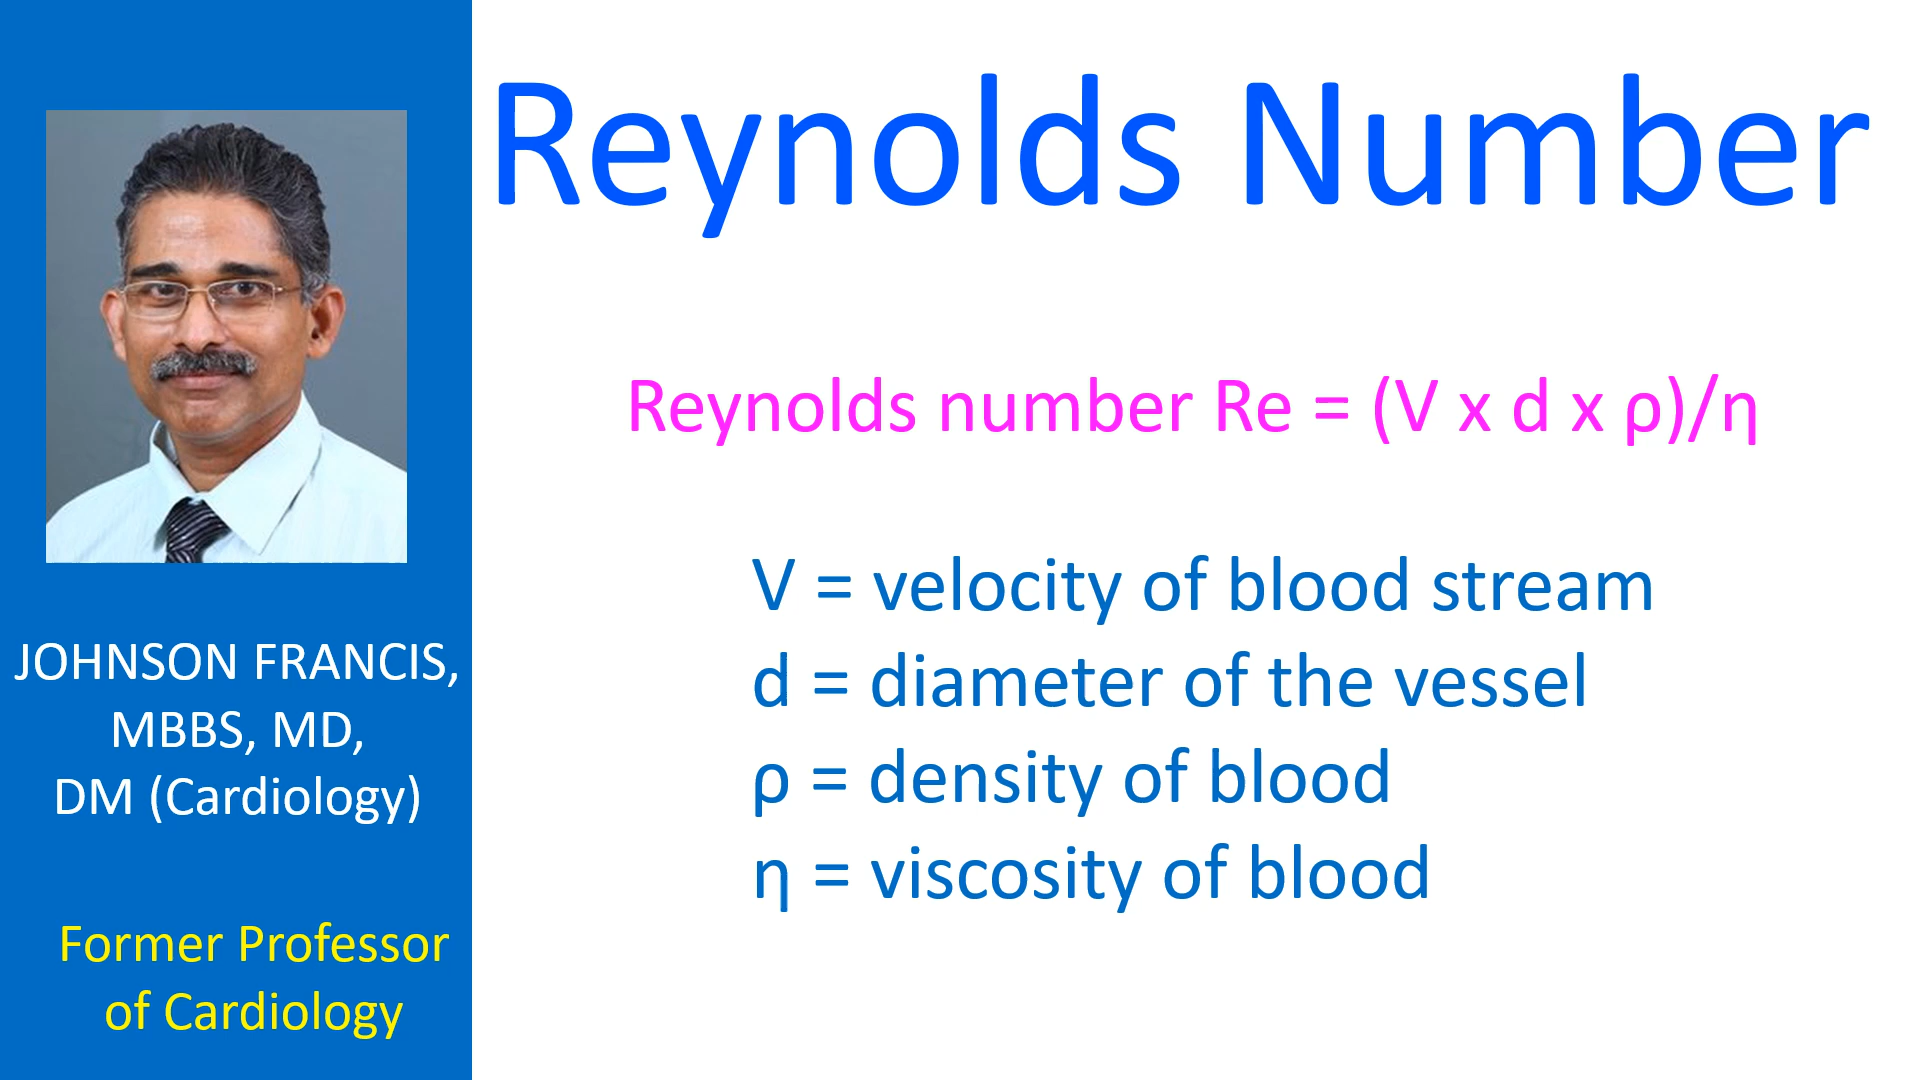 Reynolds Number
Reynolds number Re = (V x d x ρ)/η
V = velocity of blood stream
d = diameter of the vessel
ρ = density of blood
η = viscosity of blood
JOHNSON FRANCIS,
MBBS, MD,
DM (Cardiology)
Former Professor
of Cardiology